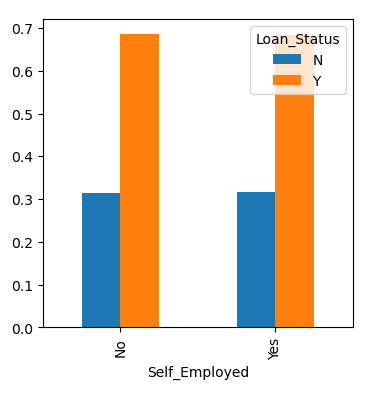 0.7
0.6
0.5
0.4
0.3
0.2
0.1
0.0
Loan_Status
N
Y
No
Yes
Self_Employed